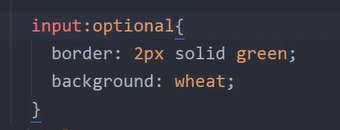 input:optional{
border: 2px solid green;
background: wheat;
}